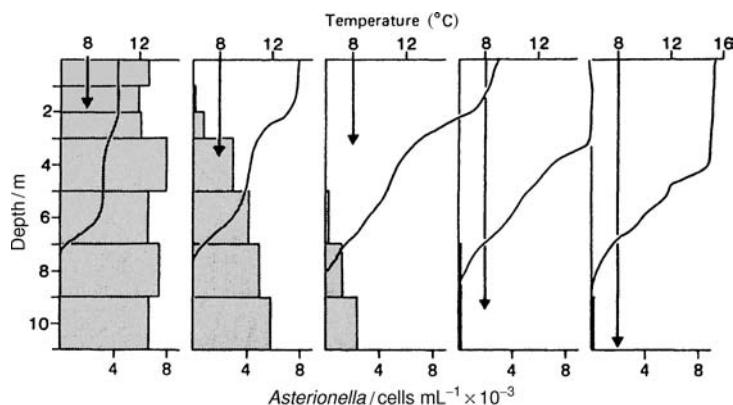 Temperature (°C)
8 12 8 12 8 12 8 12 8 12 16
Depth/m
2
4
6
8
10
4 8 4 8 4 8 4 8 4 8
Asterionella/cells mL⁻¹ × 10⁻³